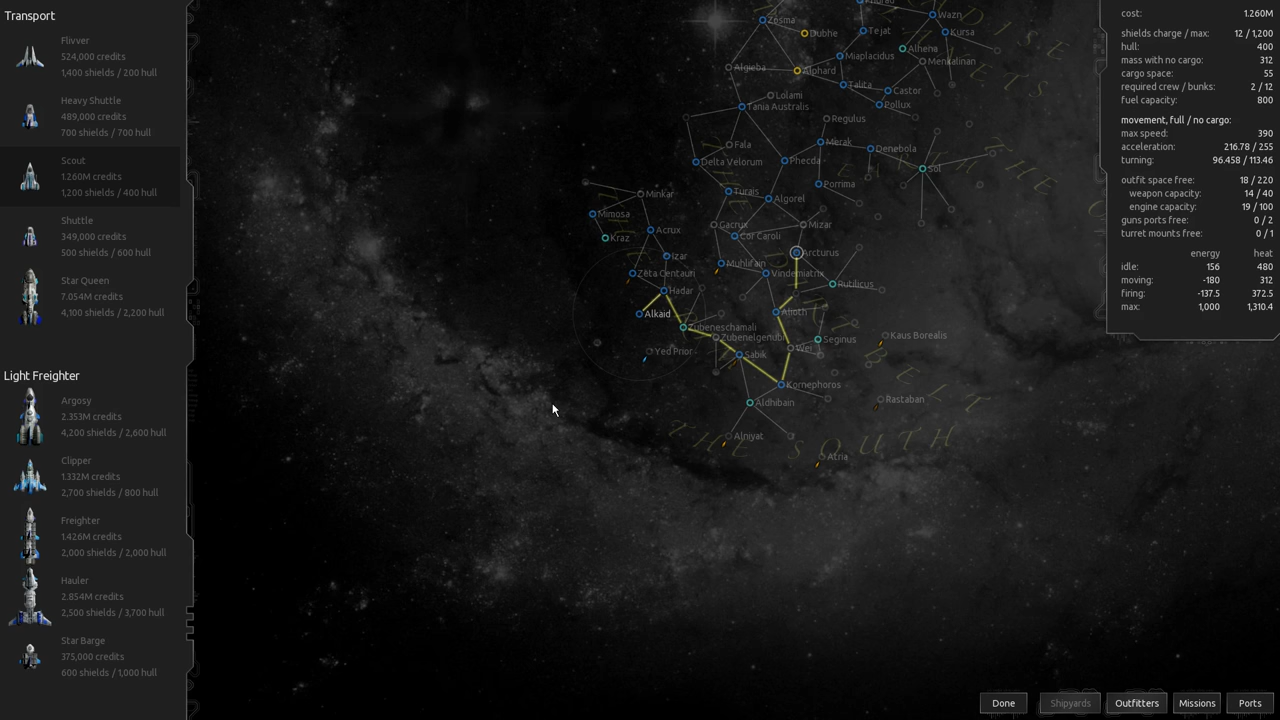 Transport
Flivver
524,000 credits
1,400 shields / 200 hull
Heavy Shuttle
489,000 credits
700 shields / 700 hull
Scout
1.260M credits
1,200 shields / 400 hull
Shuttle
349,000 credits
500 shields / 600 hull
Star Queen
7.054M credits
4,100 shields / 2,200 hull
Light Freighter
Argosy
2.353M credits
4,200 shields / 2,600 hull
Clipper
1.332M credits
2,700 shields / 800 hull
Freighter
1.426M credits
2,000 shields / 2,000 hull
Hauler
2.854M credits
2,500 shields / 3,700 hull
Star Barge
375,000 credits
600 shields / 1,000 hull
Wazn
Zosma
Dubhe
Tejat
Kursa
Alhena
Miaplacidus
Menkalinan
Algieba
Alphard
Talita
Castor
Lolami
Tania Australis
Pollux
Regulus
Fala
Merak
Denebola
Delta Velorum
Phecda
Sol
Porrima
Minkar
Turais
Algorel
Mimosa
Gacrux
Mizar
Acrux
Cor Caroli
Kraz
Arcturus
Izar
Muhlifain
Zeta Centauri
Vindemiatrix
Rutilicus
Hadar
Alkaid
Alioth
Zubeneschamali
Zubenelgenubi
Seginus
Kaus Borealis
Wei
Yed Prior
Sabik
Kornephoros
Aldhibain
Rastaban
Alniyat
THE SOUTH
Atria
cost: 1.260M
shields charge / max: 12 / 1,200
hull: 400
mass with no cargo: 312
cargo space: 55
required crew / bunks: 2 / 12
fuel capacity: 800
movement, full / no cargo:
max speed: 390
acceleration: 216.78 / 255
turning: 96.458 / 113.46
outfit space free: 18 / 220
weapon capacity: 14 / 40
engine capacity: 19 / 100
guns ports free: 0 / 2
turret mounts free: 0 / 1
energy heat
idle: 156 480
moving: -180 312
firing: -137.5 372.5
max: 1,000 1,310.4
Done
Shipyards
Outfitters
Missions
Ports